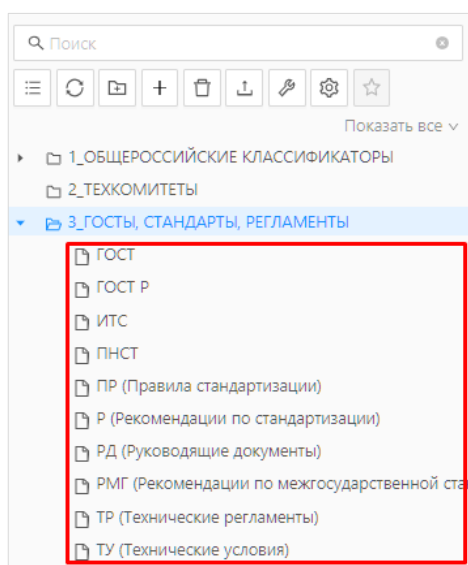 Поиск
Показать все
1_ОБЩЕРОССИЙСКИЕ КЛАССИФИКАТОРЫ
2_ТЕХКОМИТЕТЫ
3_ГОСТЫ, СТАНДАРТЫ, РЕГЛАМЕНТЫ
ГОСТ
ГОСТ Р
ИТС
ПНСТ
ПР (Правила стандартизации)
Р (Рекомендации по стандартизации)
РД (Руководящие документы)
РМГ (Рекомендации по межгосударственной ста
ТР (Технические регламенты)
ТУ (Технические условия)